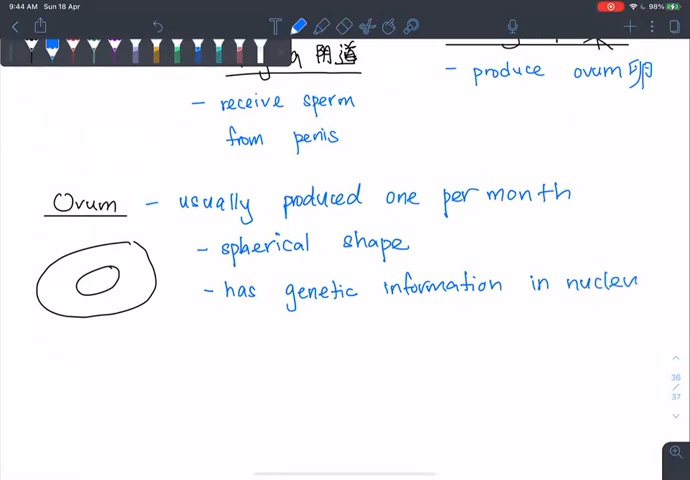 9:44 AM Sun 18 Apr
98%
阴道
- receive sperm
from penis
- produce ovum 卵
Ovum - usually produced one per month
- spherical shape
- has genetic information in nucleu
36
/
37